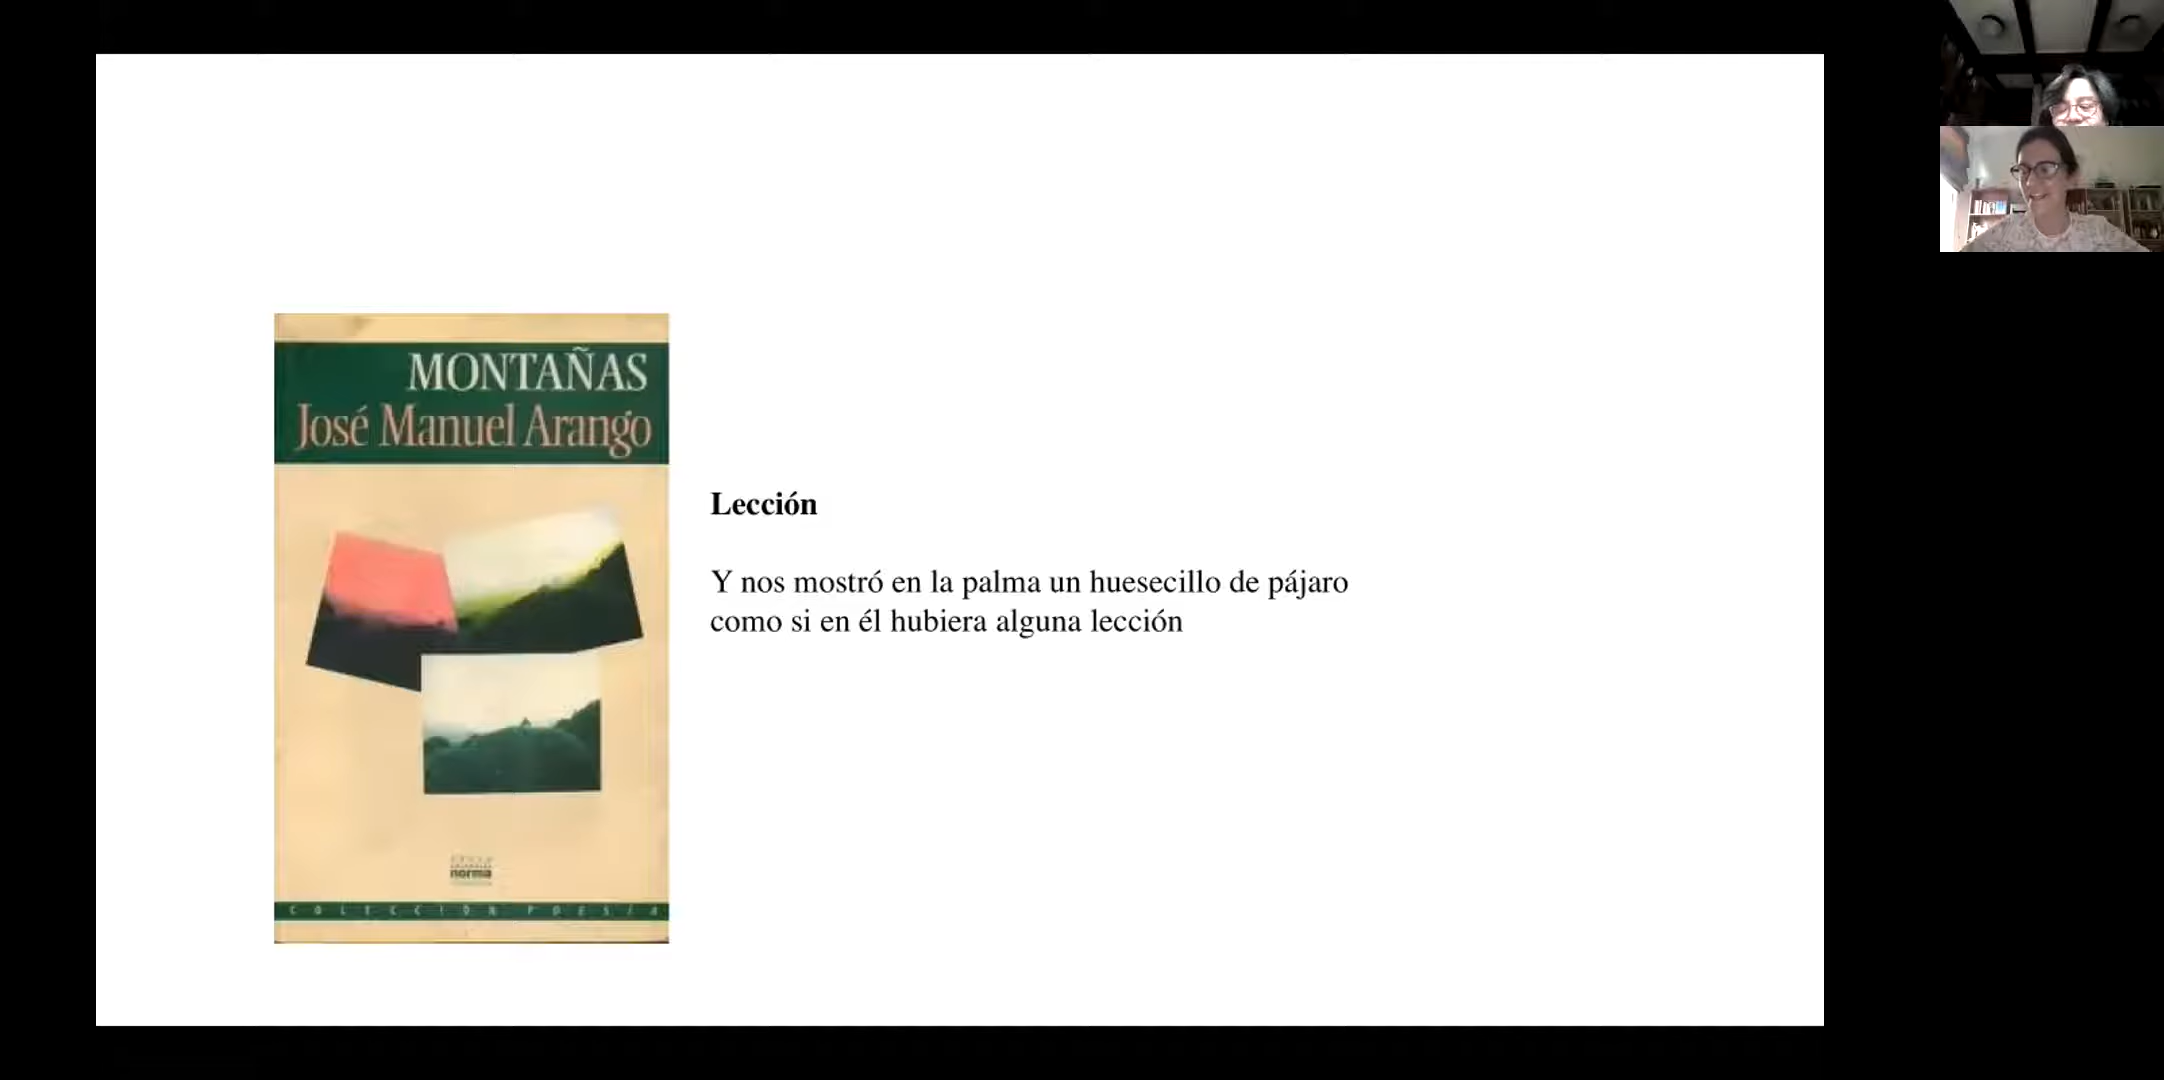 MONTAÑAS
José Manuel Arango
norma
COLECCIÓN POESÍA
Lección
Y nos mostró en la palma un huesecillo de pájaro
como si en él hubiera alguna lección